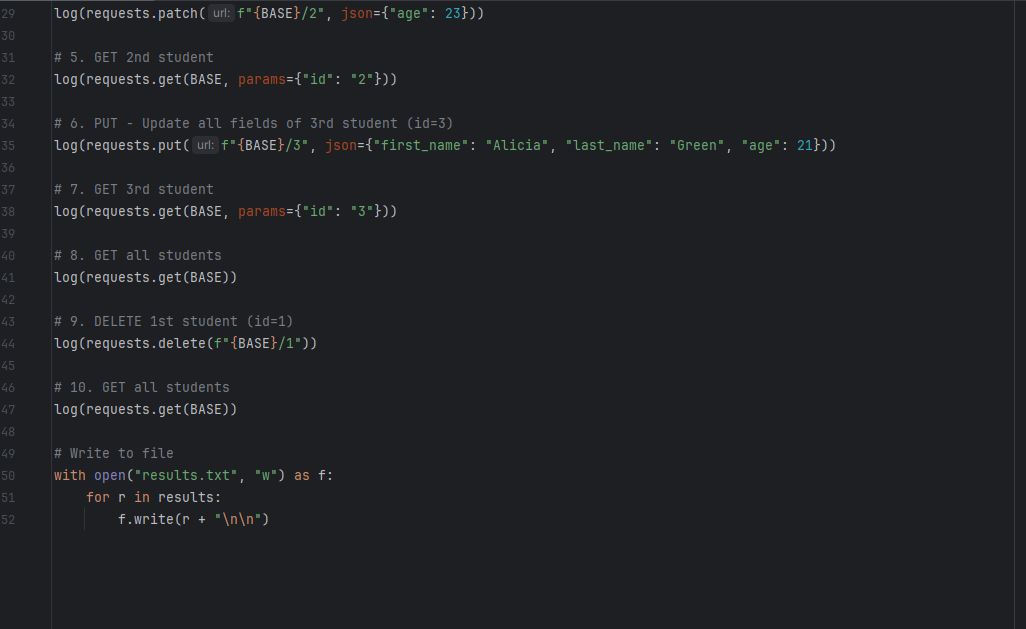 29 log(requests.patch( url: f"{BASE}/2", json={"age": 23}))
30
31 # 5. GET 2nd student
32 log(requests.get(BASE, params={"id": "2"}))
33
34 # 6. PUT - Update all fields of 3rd student (id=3)
35 log(requests.put( url: f"{BASE}/3", json={"first_name": "Alicia", "last_name": "Green", "age": 21}))
36
37 # 7. GET 3rd student
38 log(requests.get(BASE, params={"id": "3"}))
39
40 # 8. GET all students
41 log(requests.get(BASE))
42
43 # 9. DELETE 1st student (id=1)
44 log(requests.delete(f"{BASE}/1"))
45
46 # 10. GET all students
47 log(requests.get(BASE))
48
49 # Write to file
50 with open("results.txt", "w") as f:
51     for r in results:
52         f.write(r + "\n\n")